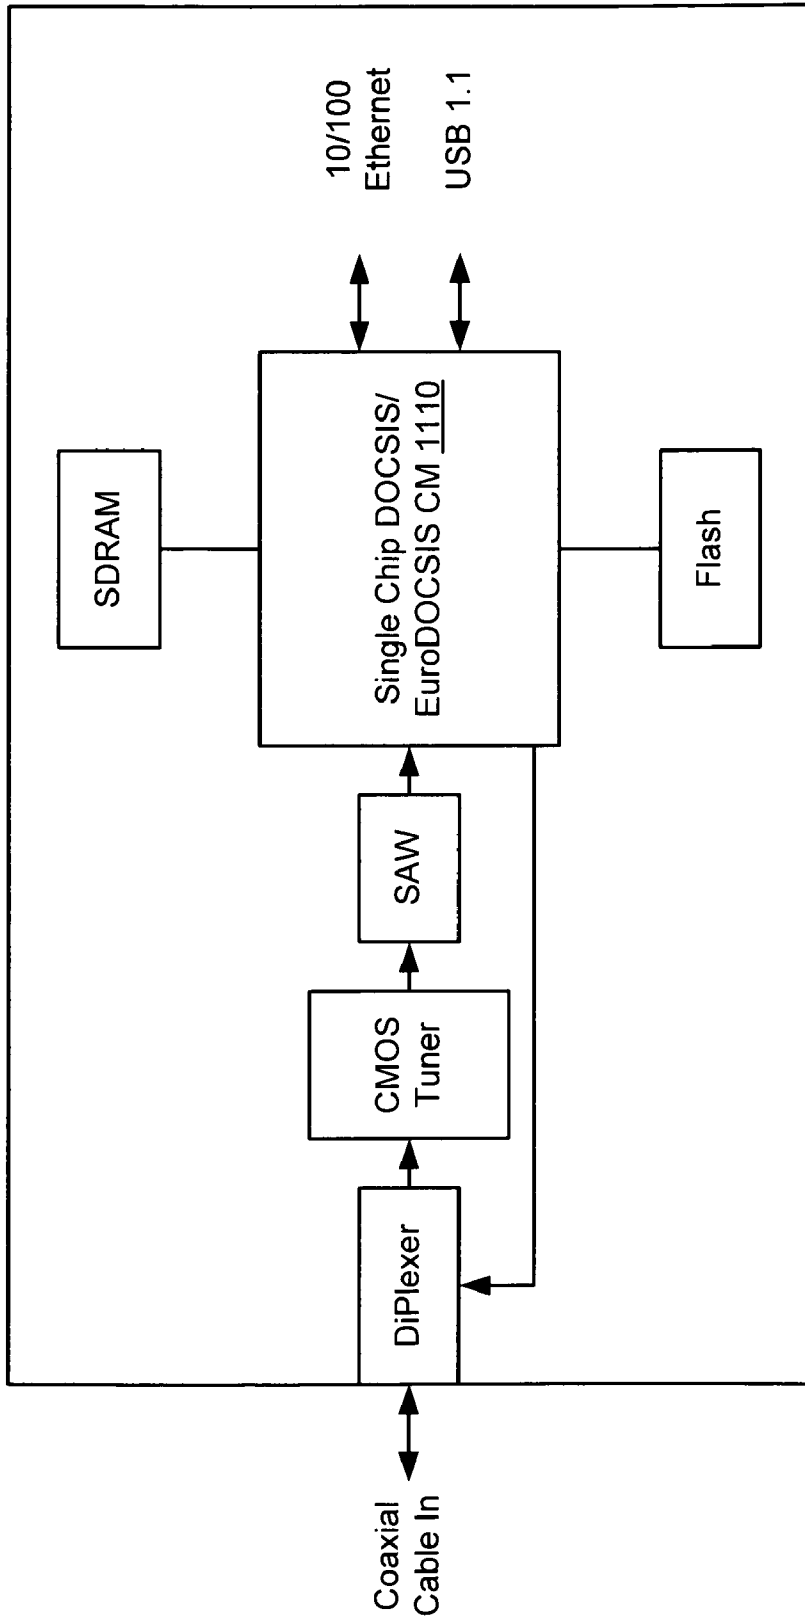 Coaxial
Cable In
DiPlexer
CMOS
Tuner
SAW
SDRAM
Single Chip DOCSIS/
EuroDOCSIS CM 1110
Flash
10/100
Ethernet
USB 1.1